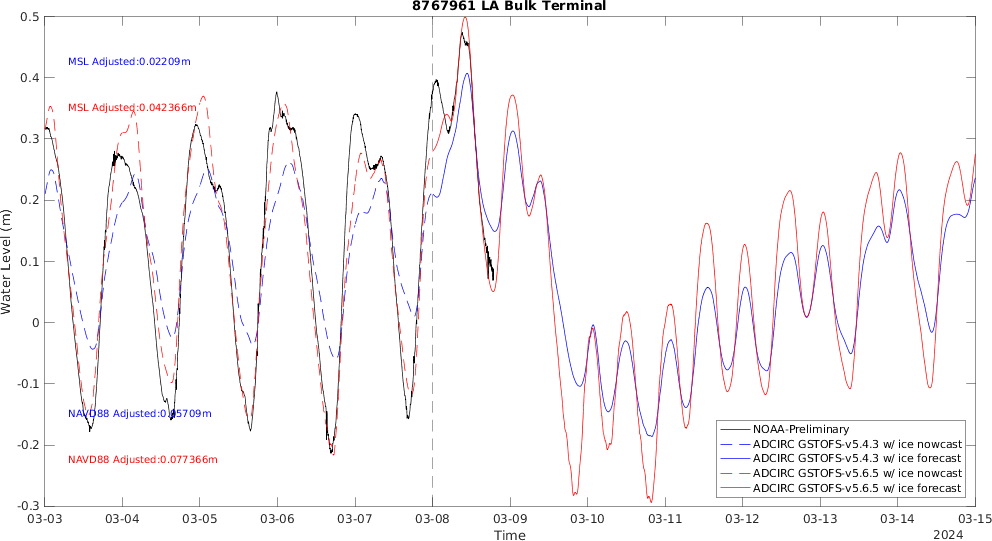 8767961 LA Bulk Terminal
0.5
0.4
0.3
0.2
0.1
0
-0.1
-0.2
-0.3
Water Level (m)
MSL Adjusted:0.02209m
MSL Adjusted:0.042366m
NAVD88 Adjusted:0.05709m
NAVD88 Adjusted:0.077366m
NOAA-Preliminary
ADCIRC GSTOFS-v5.4.3 w/ ice nowcast
ADCIRC GSTOFS-v5.4.3 w/ ice forecast
ADCIRC GSTOFS-v5.6.5 w/ ice nowcast
ADCIRC GSTOFS-v5.6.5 w/ ice forecast
03-03 03-04 03-05 03-06 03-07 03-08 03-09 03-10 03-11 03-12 03-13 03-14 03-15
Time
2024